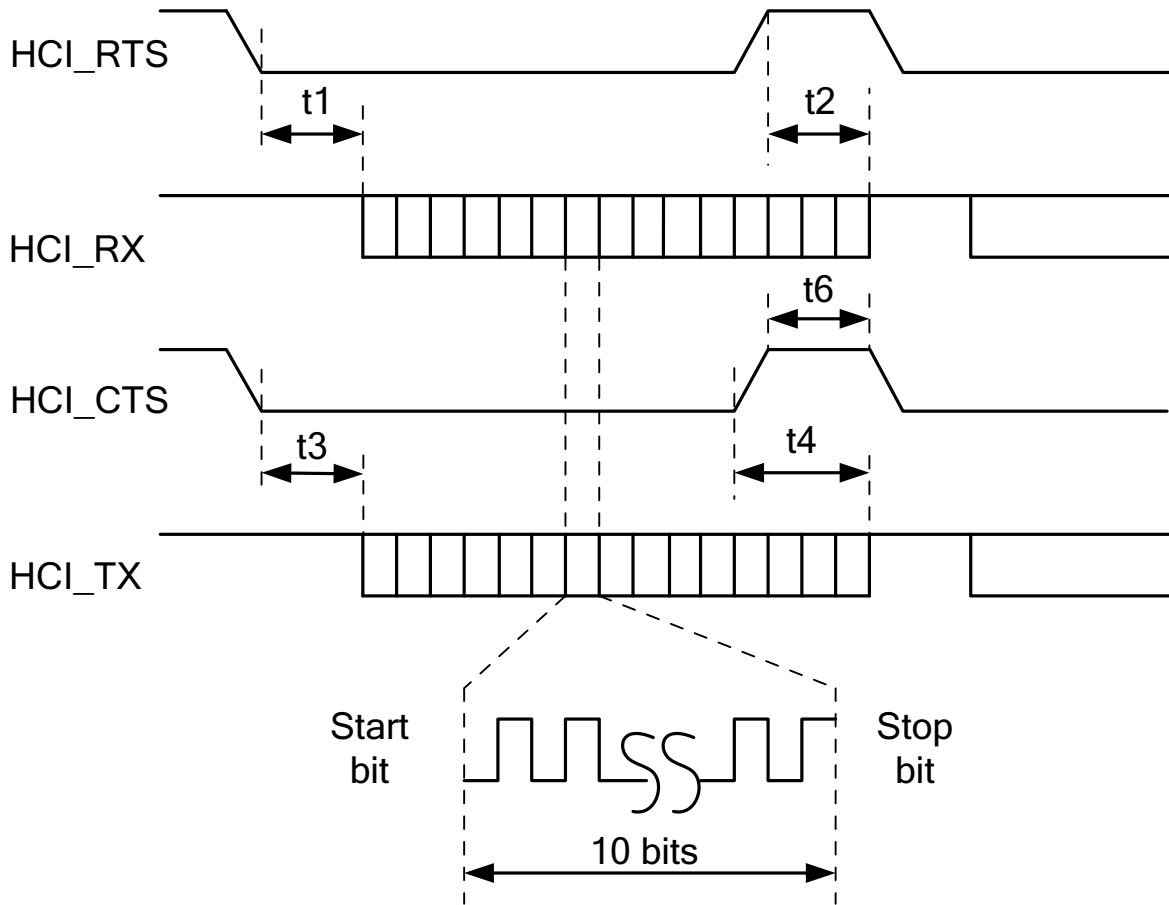 HCI_RTS
t1
t2
HCI_RX
t6
HCI_CTS
t3
t4
HCI_TX
Start
bit
Stop
bit
10 bits